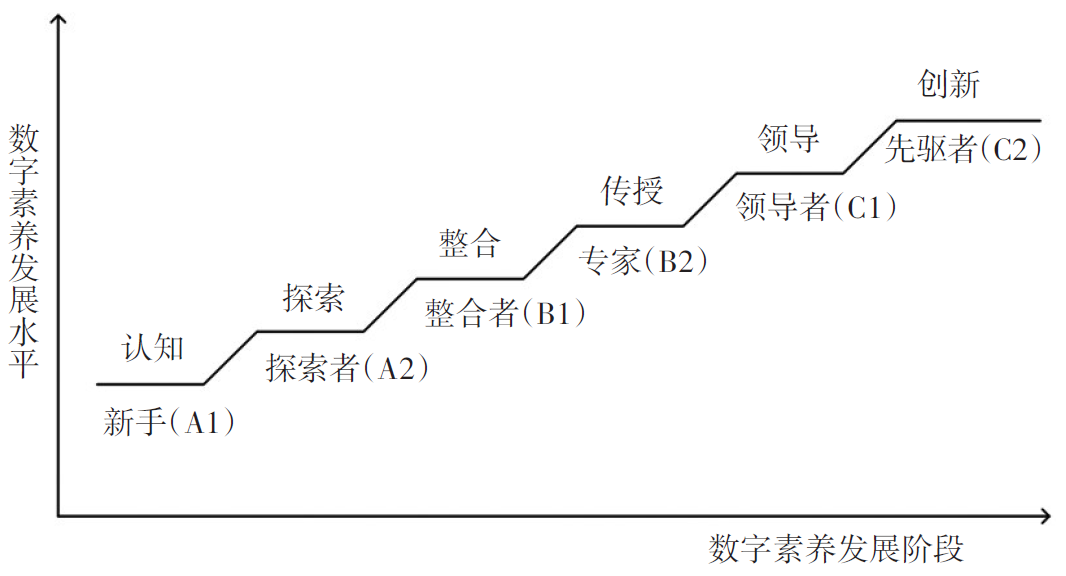 数字素养发展水平
创新
先驱者(C2)
领导
领导者(C1)
传授
专家(B2)
整合
整合者(B1)
探索
探索者(A2)
认知
新手(A1)
数字素养发展阶段